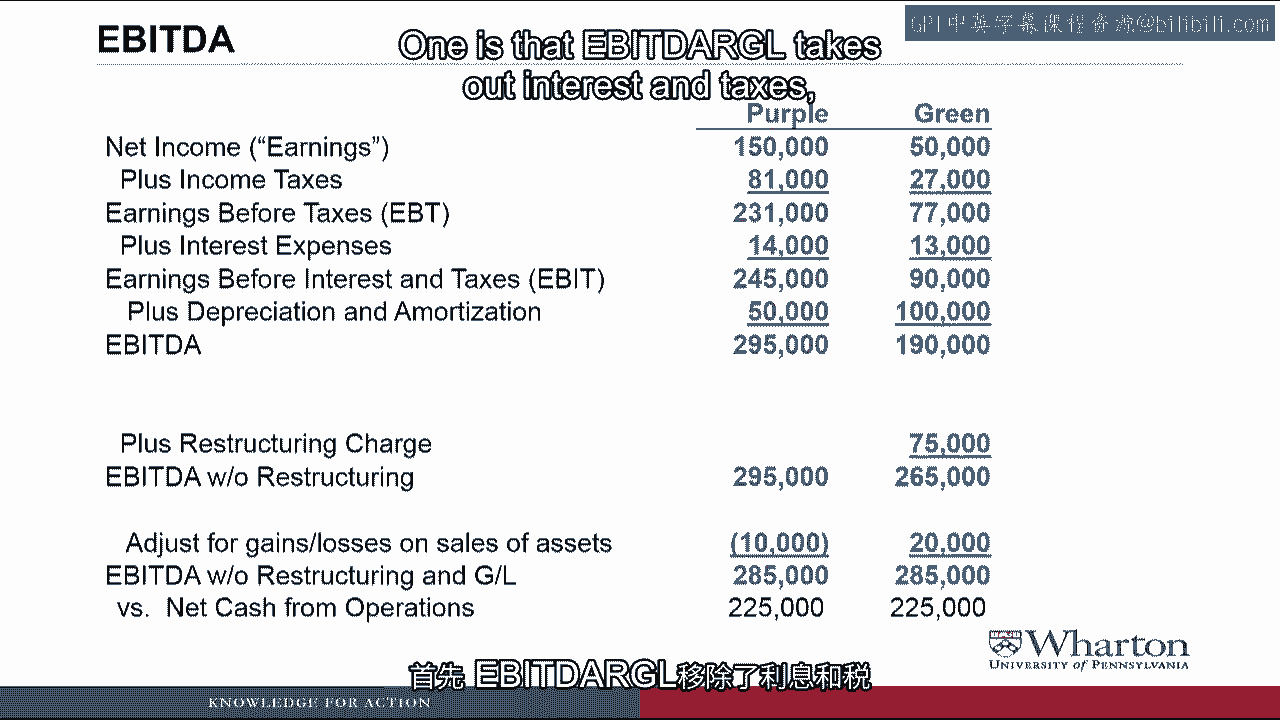 EBITDA
GPT中英字幕课程资源@bilibili.com
One is that EBITDARGL takes
out interest and taxes,
Purple Green
Net Income (“Earnings”) 150,000 50,000
Plus Income Taxes 81,000 27,000
Earnings Before Taxes (EBT) 231,000 77,000
Plus Interest Expenses 14,000 13,000
Earnings Before Interest and Taxes (EBIT) 245,000 90,000
Plus Depreciation and Amortization 50,000 100,000
EBITDA 295,000 190,000
Plus Restructuring Charge 75,000
EBITDA w/o Restructuring 295,000 265,000
Adjust for gains/losses on sales of assets (10,000) 20,000
EBITDA w/o Restructuring and G/L 285,000 285,000
vs. Net Cash from Operations 225,000 225,000
Wharton
UNIVERSITY of PENNSYLVANIA
首先 EBITDARGL移除了利息和税
KNOWLEDGE FOR ACTION